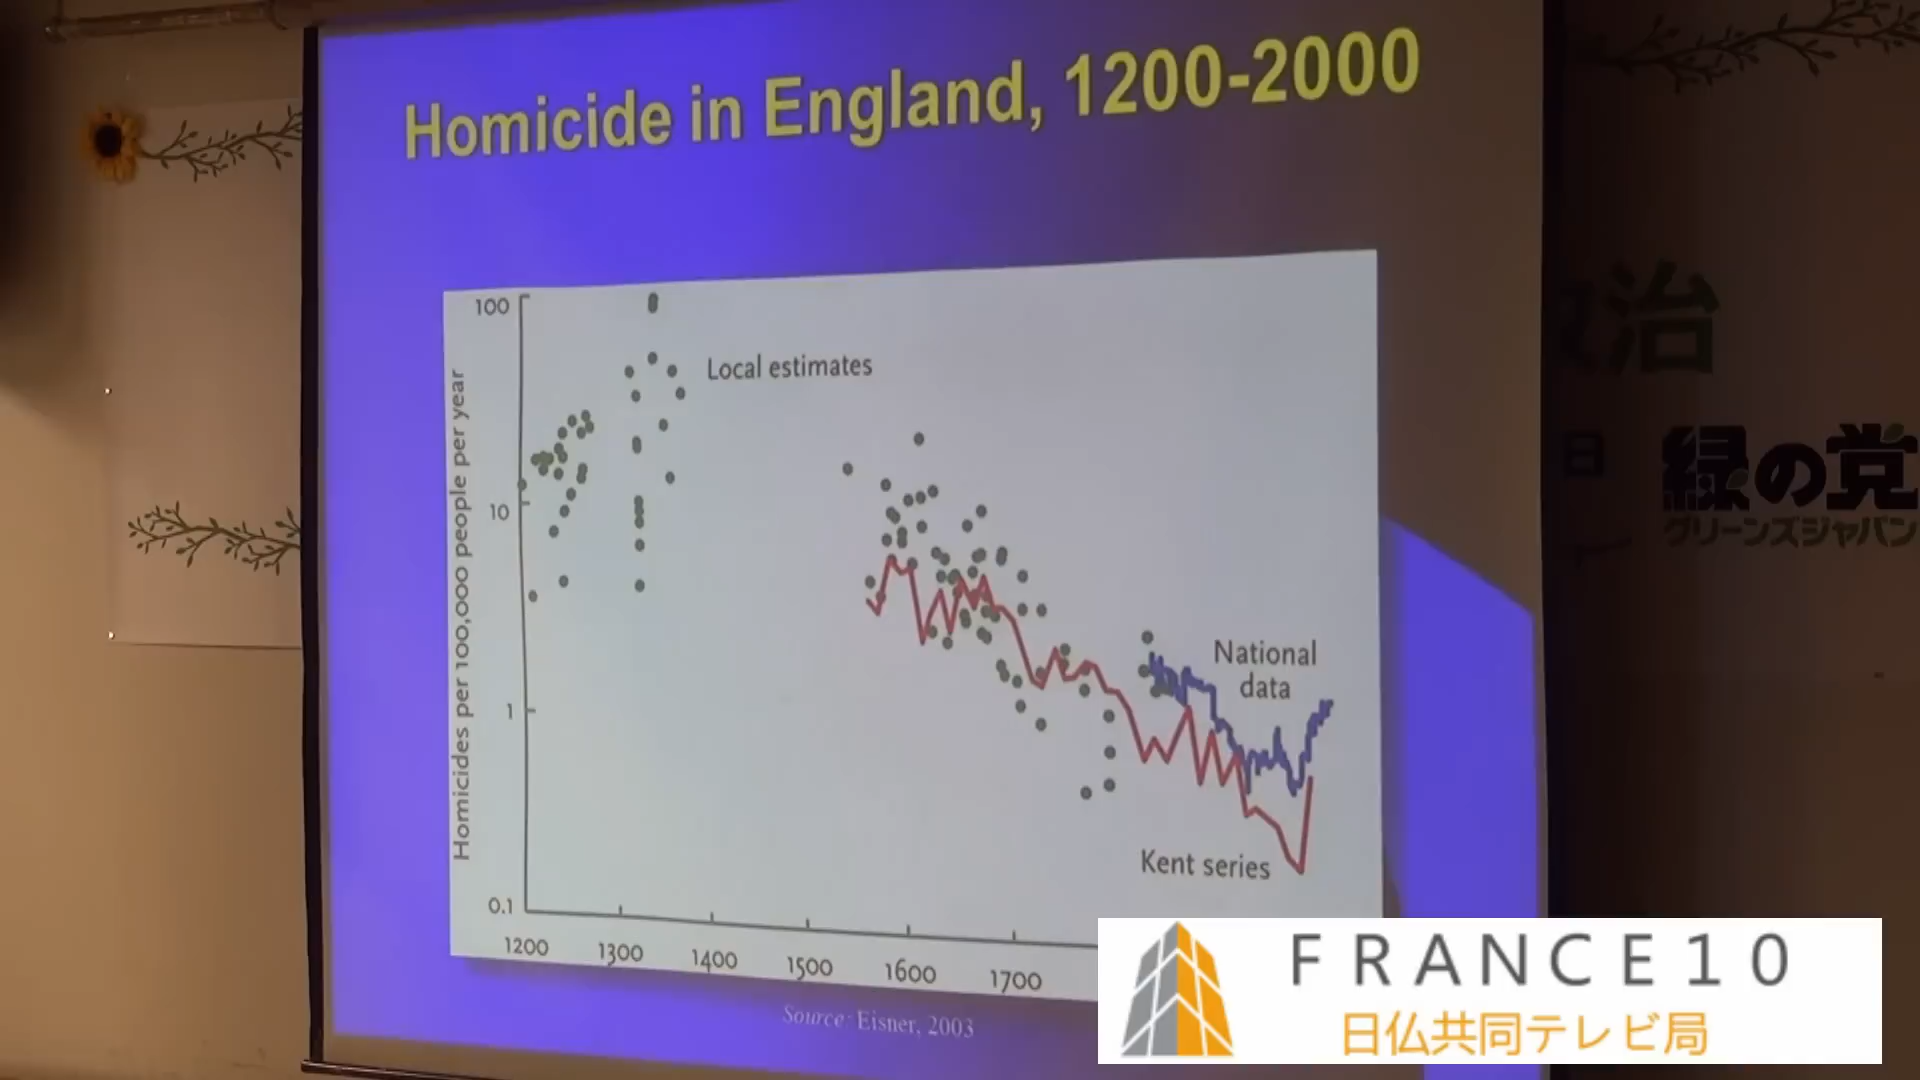 Homicide in England, 1200-2000
100
10
1
0.1
Homicides per 100,000 people per year
Local estimates
National
data
Kent series
1200
1300
1400
1500
1600
1700
Source: Eisner, 2003
治
日
緑の党
グリーンズジャパン
FRANCE10
日仏共同テレビ局